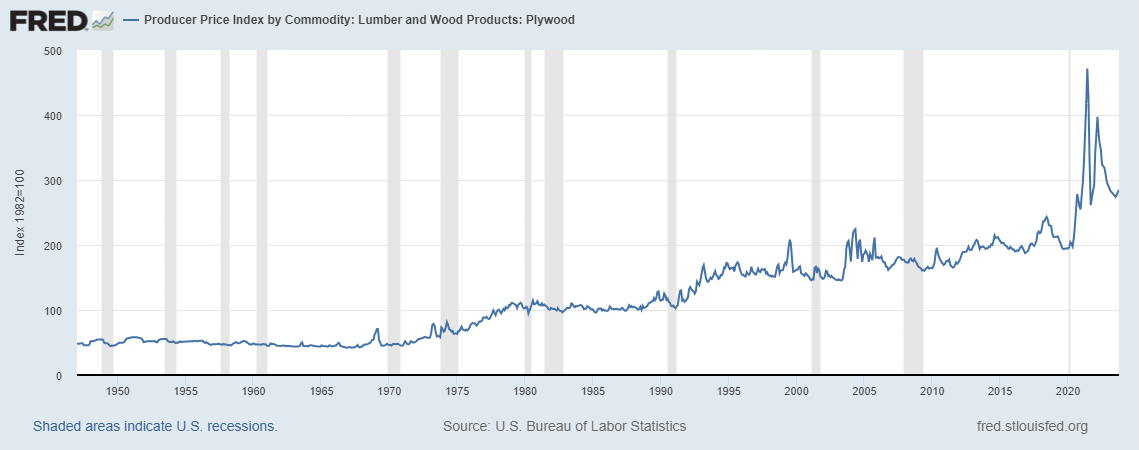 FRED
Producer Price Index by Commodity: Lumber and Wood Products: Plywood
500
400
300
200
100
0
Index 1982=100
1950 1955 1960 1965 1970 1975 1980 1985 1990 1995 2000 2005 2010 2015 2020
Shaded areas indicate U.S. recessions. Source: U.S. Bureau of Labor Statistics fred.stlouisfed.org